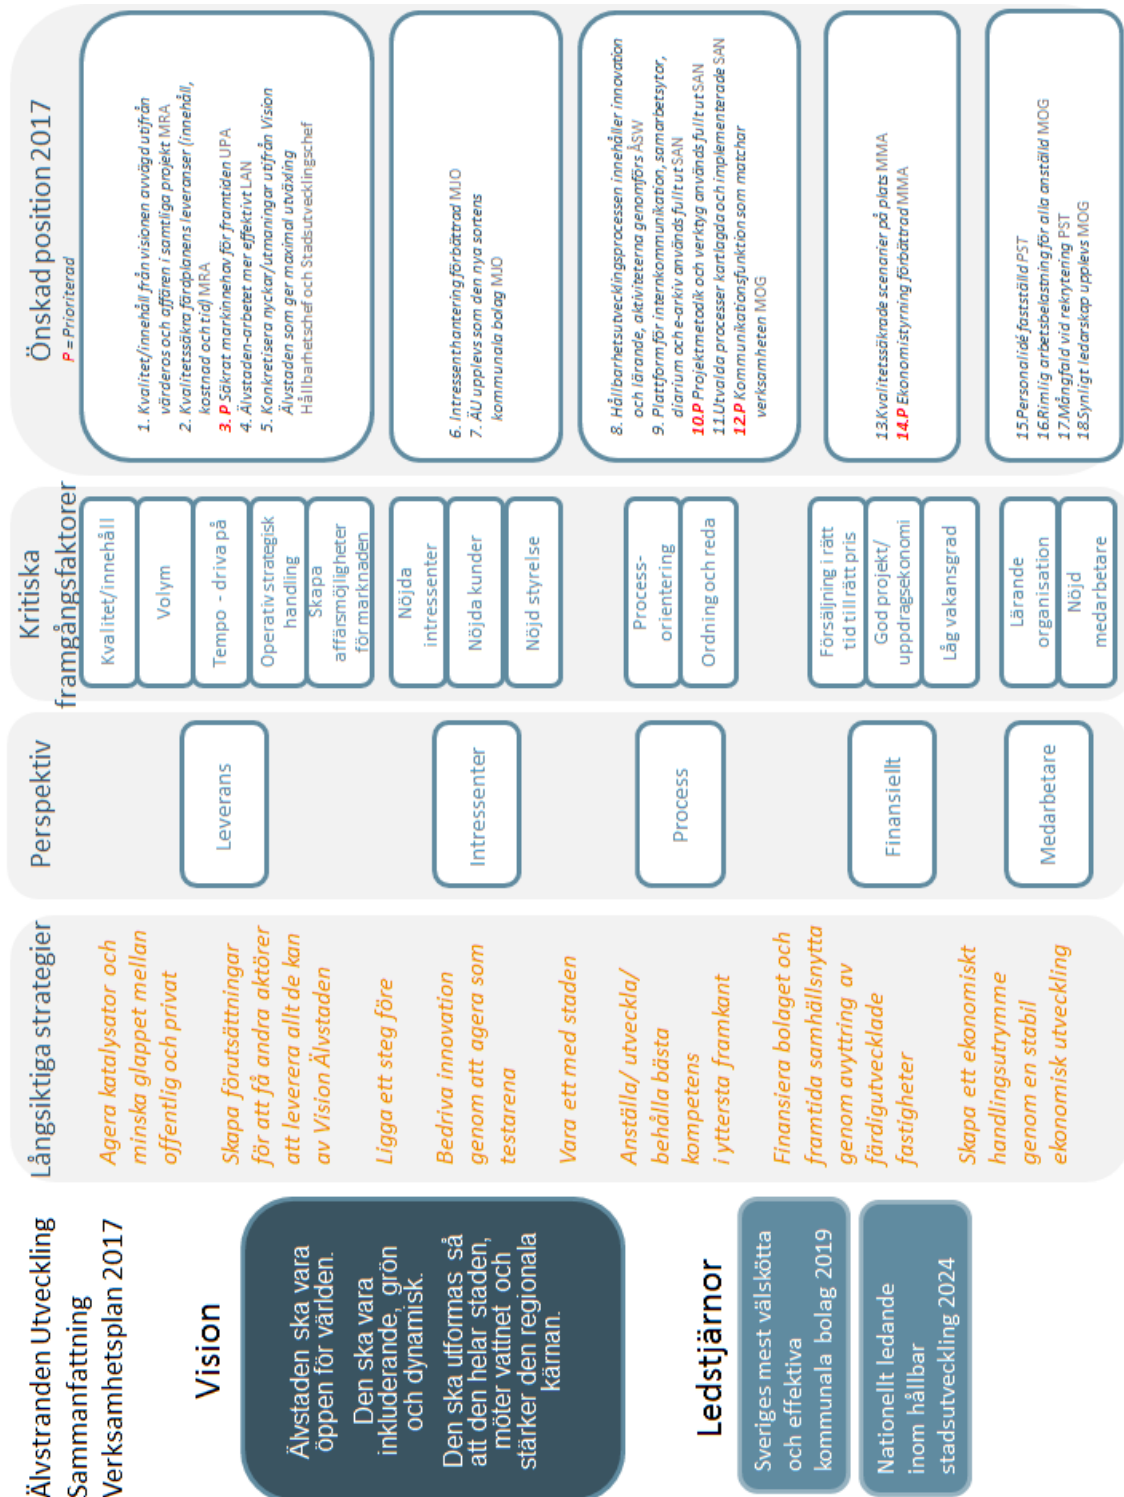 Älvstranden Utveckling
Sammanfattning
Verksamhetsplan 2017
Vision
Älvstaden ska vara
öppen för världen.
Den ska vara
inkluderande, grön
och dynamisk.
Den ska utformas så
att den helar staden,
möter vattnet och
stärker den regionala
kärnan.
Ledstjärnor
Sveriges mest välskötta
och effektiva
kommunala bolag 2019
Nationellt ledande
inom hållbar
stadsutveckling 2024
Långsiktiga strategier
Agera katalysator och
minska glappet mellan
offentlig och privat
Skapa förutsättningar
för att få andra aktörer
att leverera allt de kan
av Vision Älvstaden
Ligga ett steg före
Bedriva innovation
genom att agera som
testarena
Vara ett med staden
Anställa/ utveckla/
behålla bästa
kompetens
i yttersta framkant
Finansiera bolaget och
framtida samhällsnytta
genom avyttring av
färdigutvecklade
fastigheter
Skapa ett ekonomiskt
handlingsutrymme
genom en stabil
ekonomisk utveckling
Perspektiv
Leverans
Intressenter
Process
Finansiellt
Medarbetare
Kritiska
framgångsfaktorer
Kvalitet/innehåll
Volym
Tempo - driva på
Operativ strategisk
handling
Skapa
affärsmöjligheter
för marknaden
Nöjda
intressenter
Nöjda kunder
Nöjd styrelse
Process-
orientering
Ordning och reda
Försäljning i rätt
tid till rätt pris
God projekt/
uppdragsekonomi
Låg vakansgrad
Lärande
organisation
Nöjd
medarbetare
Önskad position 2017
P = Prioriterad
1. Kvalitet/innehåll från visionen avvägd utifrån
värderos och affären i samtliga projekt MRA
2. Kvalitetssäkra färdplanens leveranser (innehåll,
kostnad och tid) MRA
3. P Säkrat markinnehav för framtiden UPA
4. Älvstaden-arbetet mer effektivt LAN
5. Konkretisera nyckar/utmaningar utifrån Vision
Älvstaden som ger maximal utväxling
Hållbarhetschef och Stadsutvecklingschef
6. Intressenthantering förbättrad MJO
7. ÄU upplevs som den nya sortens
kommunala bolag MJO
8. Hållbarhetsutvecklingsprocessen innehåller innovation
och lärande, aktiviteterna genomförs ÅSW
9. Plattform för internkommunikation, samarbetsytor,
diarium och e-arkiv används fullt ut SAN
10.P Projektmetodik och verktyg används fullt ut SAN
11.Utvalda processer kartlagda och implementerade SAN
12.P Kommunikationsfunktion som matchar
verksamheten MOG
13.Kvalitetssäkrade scenarier på plats MMA
14.P Ekonomistyrning förbättrad MMA
15.Personalidé fastställd PST
16.Rimlig arbetsbelastning för alla anställd MOG
17.Mångfald vid rekrytering PST
18.Synligt ledarskap upplevs MOG